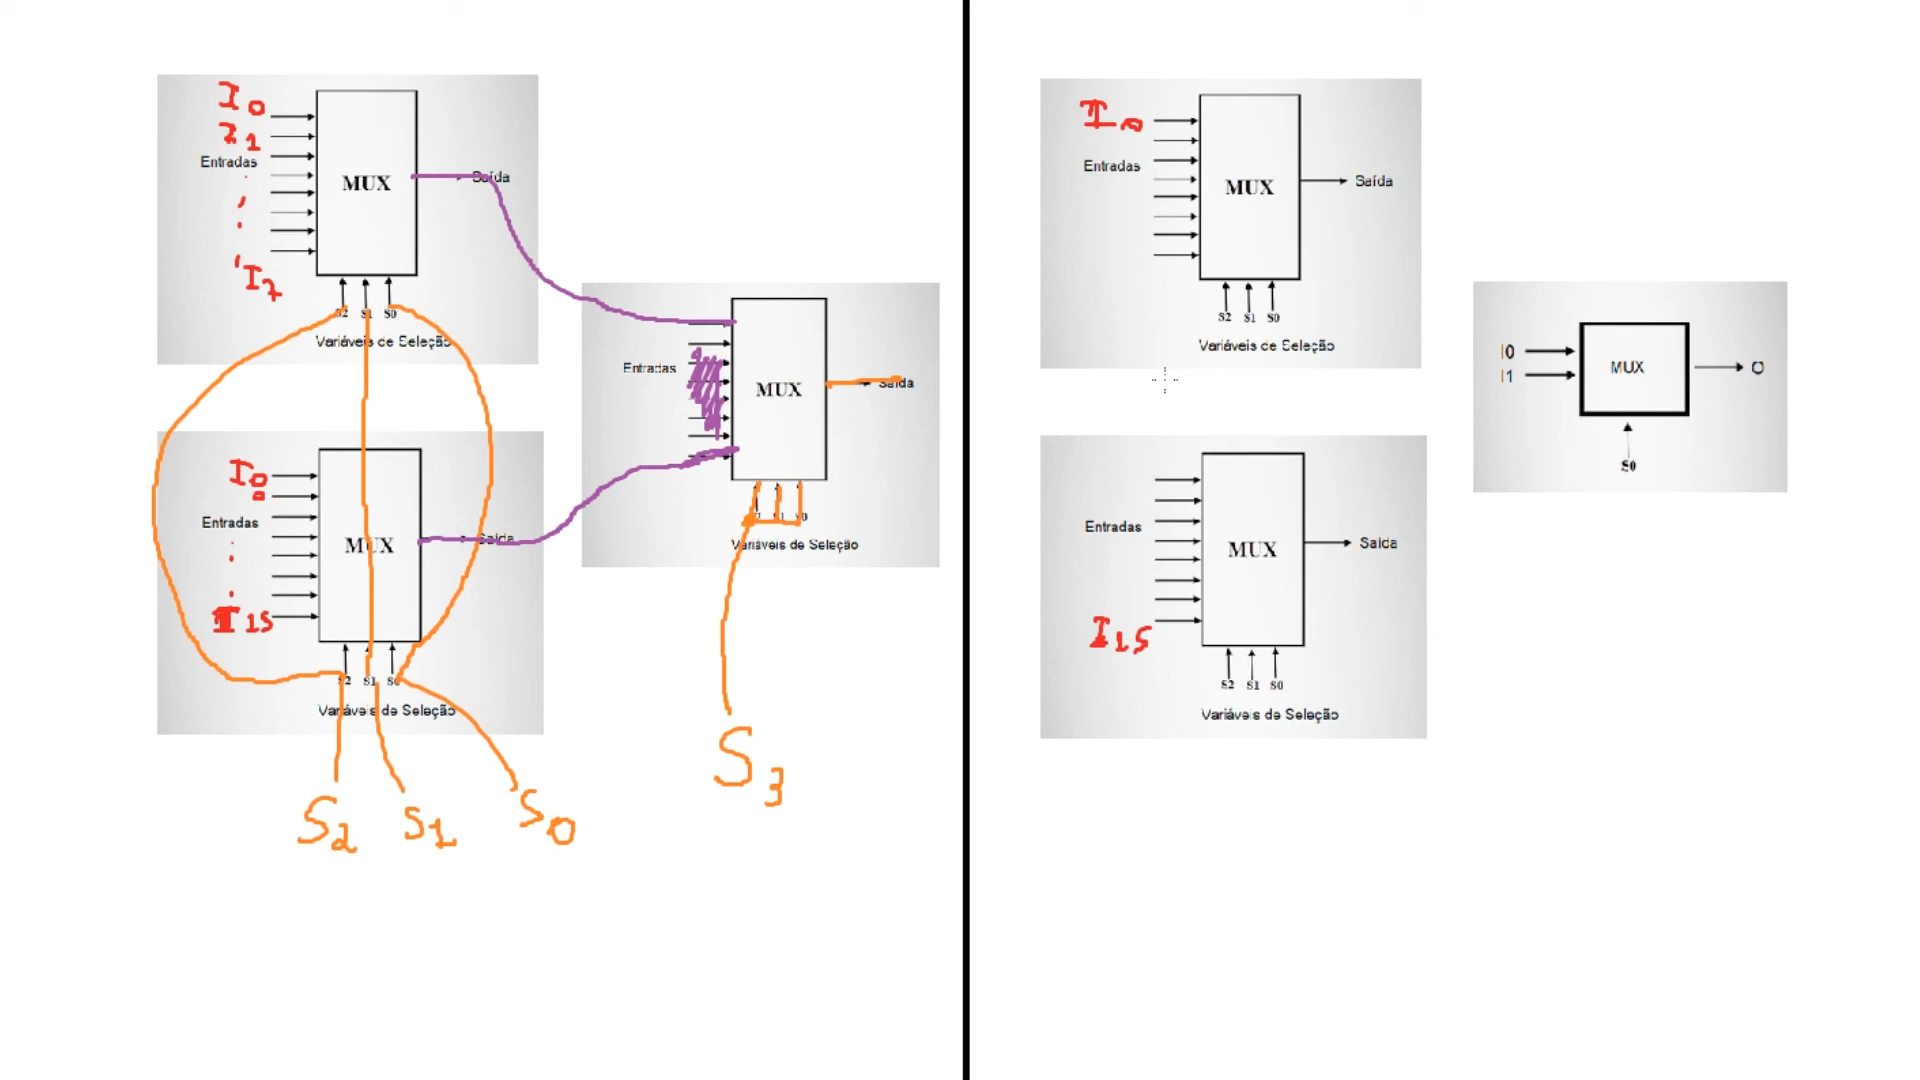 I0
I1
Entradas
MUX
Saída
I7
S2 S1 S0
Variáveis de Seleção
I0
Entradas
MUX
Saída
I15
S2 S1 S0
Variáveis de Seleção
S2 S1 S0
Entradas
MUX
Saída
S1 S0
Variáveis de Seleção
S3
I0
Entradas
MUX
Saída
S2 S1 S0
Variáveis de Seleção
Entradas
MUX
Saída
I15
S2 S1 S0
Variáveis de Seleção
I0
I1
MUX
O
S0